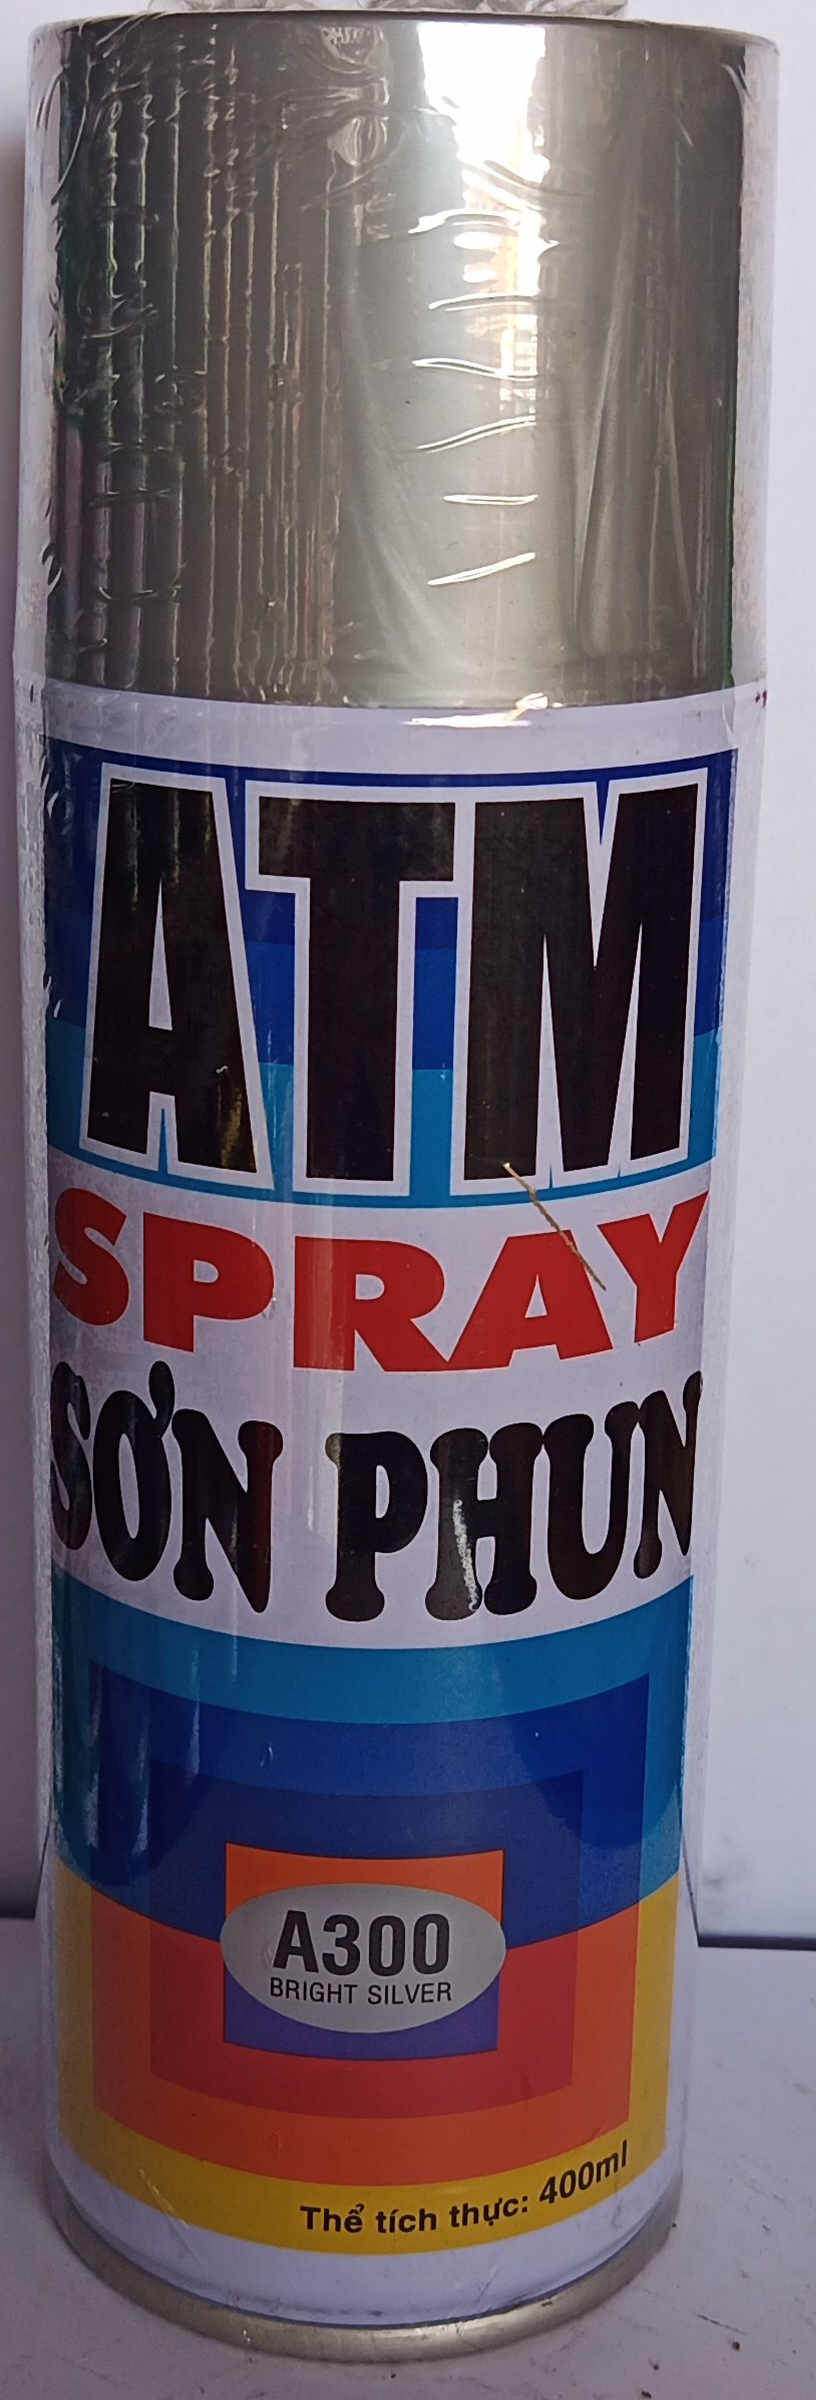 ATM
SPRAY
SƠN PHUN
A300
BRIGHT SILVER
Thể tích thực: 400ml